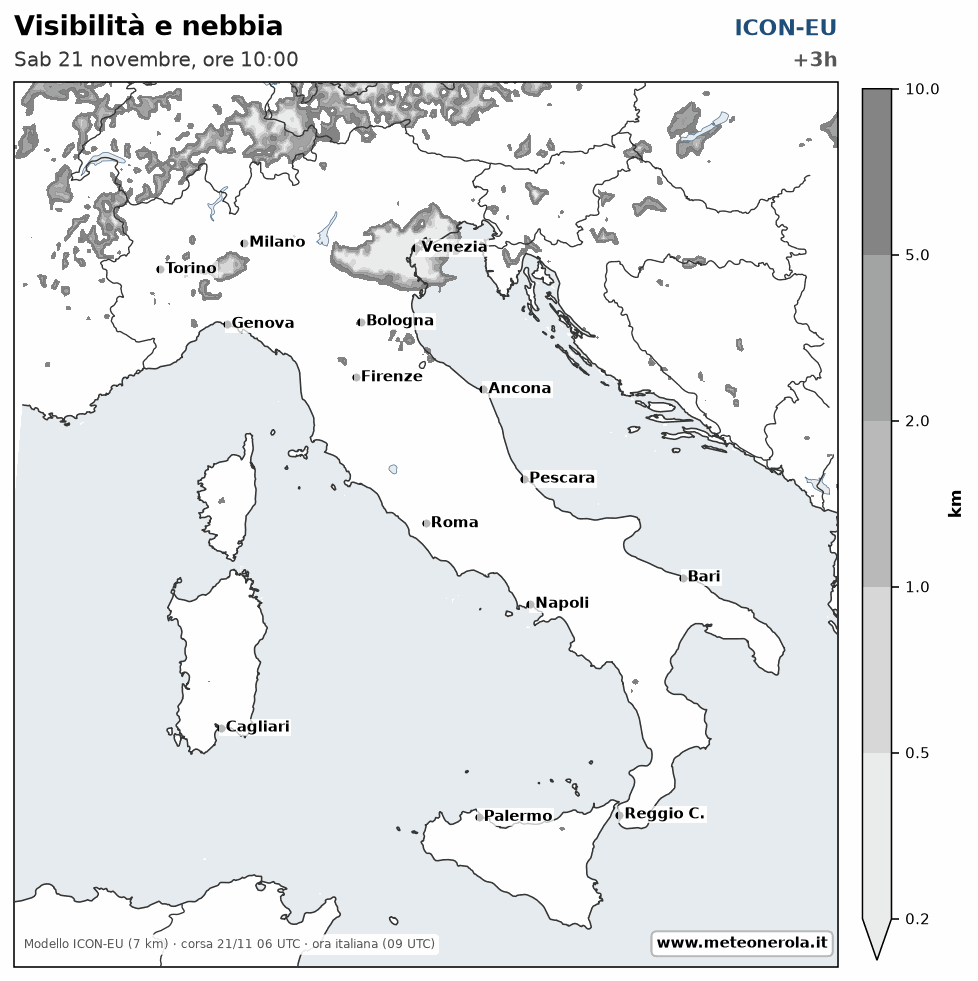 Visibilità e nebbia
ICON-EU
Sab 21 novembre, ore 10:00
+3h
10.0
5.0
2.0
1.0
0.5
0.2
km
Milano
Venezia
Torino
Genova
Bologna
Firenze
Ancona
Pescara
Roma
Bari
Napoli
Cagliari
Palermo
Reggio C.
Modello ICON-EU (7 km) · corsa 21/11 06 UTC · ora italiana (09 UTC)
www.meteonerola.it